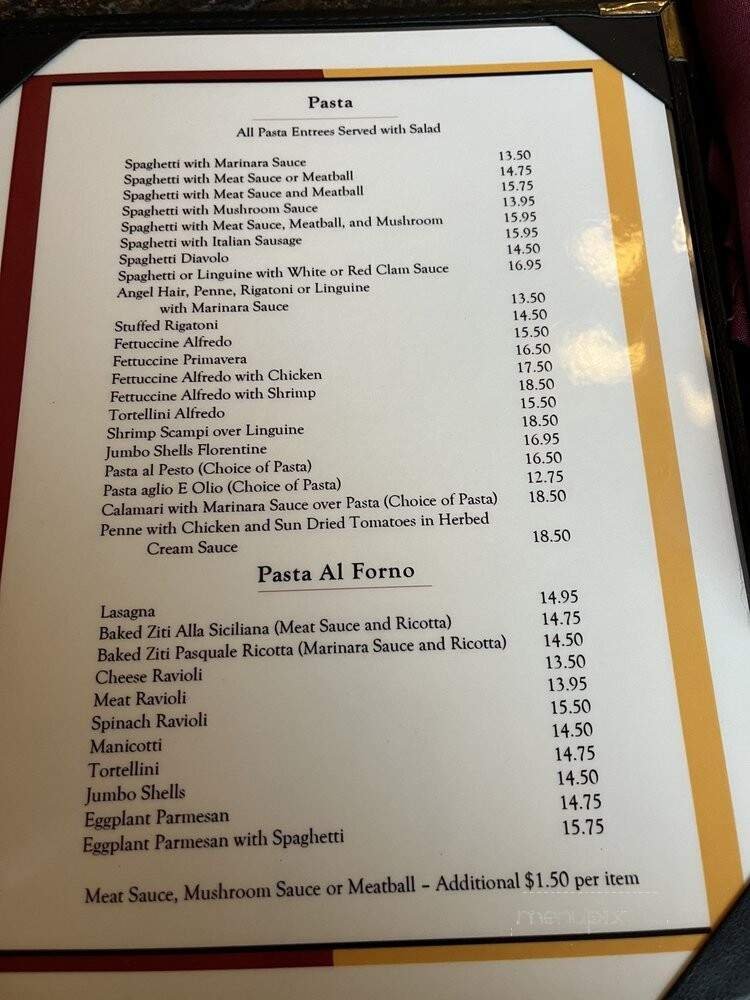 Pasta
All Pasta Entrees Served with Salad
Spaghetti with Marinara Sauce 13.50
Spaghetti with Meat Sauce or Meatball 14.75
Spaghetti with Meat Sauce and Meatball 15.75
Spaghetti with Mushroom Sauce 13.95
Spaghetti with Meat Sauce, Meatball, and Mushroom 15.95
Spaghetti with Italian Sausage 15.95
Spaghetti Diavolo 14.50
Spaghetti or Linguine with White or Red Clam Sauce 16.95
Angel Hair, Penne, Rigatoni or Linguine
with Marinara Sauce 13.50
Stuffed Rigatoni 14.50
Fettuccine Alfredo 15.50
Fettuccine Primavera 16.50
Fettuccine Alfredo with Chicken 17.50
Fettuccine Alfredo with Shrimp 18.50
Tortellini Alfredo 15.50
Shrimp Scampi over Linguine 18.50
Jumbo Shells Florentine 16.95
Pasta al Pesto (Choice of Pasta) 16.50
Pasta aglio E Olio (Choice of Pasta) 12.75
Calamari with Marinara Sauce over Pasta (Choice of Pasta) 18.50
Penne with Chicken and Sun Dried Tomatoes in Herbed
Cream Sauce 18.50
Pasta Al Forno
Lasagna 14.95
Baked Ziti Alla Siciliana (Meat Sauce and Ricotta) 14.75
Baked Ziti Pasquale Ricotta (Marinara Sauce and Ricotta) 14.50
Cheese Ravioli 13.50
Meat Ravioli 13.95
Spinach Ravioli 15.50
Manicotti 14.50
Tortellini 14.75
Jumbo Shells 14.50
Eggplant Parmesan 14.75
Eggplant Parmesan with Spaghetti 15.75
Meat Sauce, Mushroom Sauce or Meatball – Additional $1.50 per item
menupix